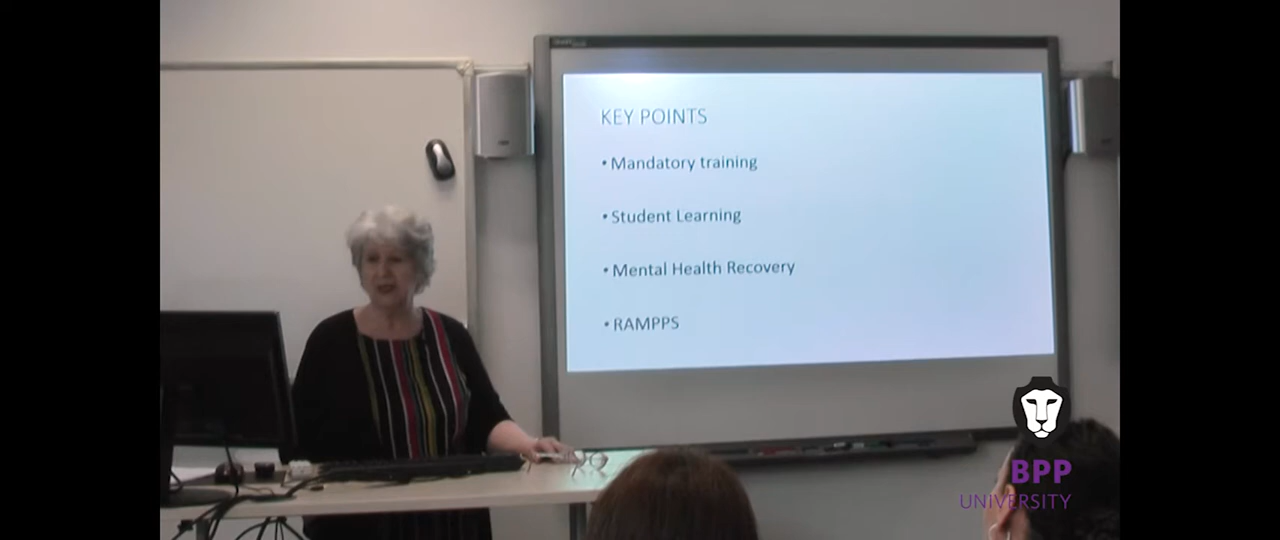 KEY POINTS
• Mandatory training
• Student Learning
• Mental Health Recovery
• RAMPPS
BPP
UNIVERSITY